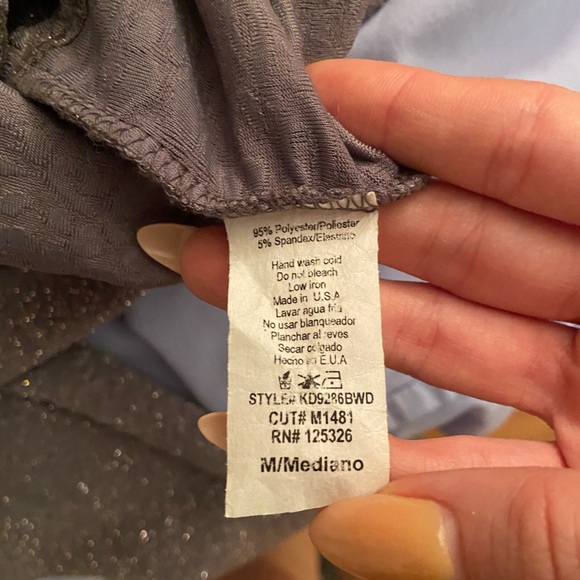 95% Polyester/Poliester
5% Spandex/Elastano
Hand wash cold
Do not bleach
Low iron
Made in U.S.A
Lavar agua fria
No usar blanqueador
Planchar al reves
Secar colgado
Hecho en E.U.A
STYLE# KD9286BWD
CUT# M1481
RN# 125326
M/Mediano